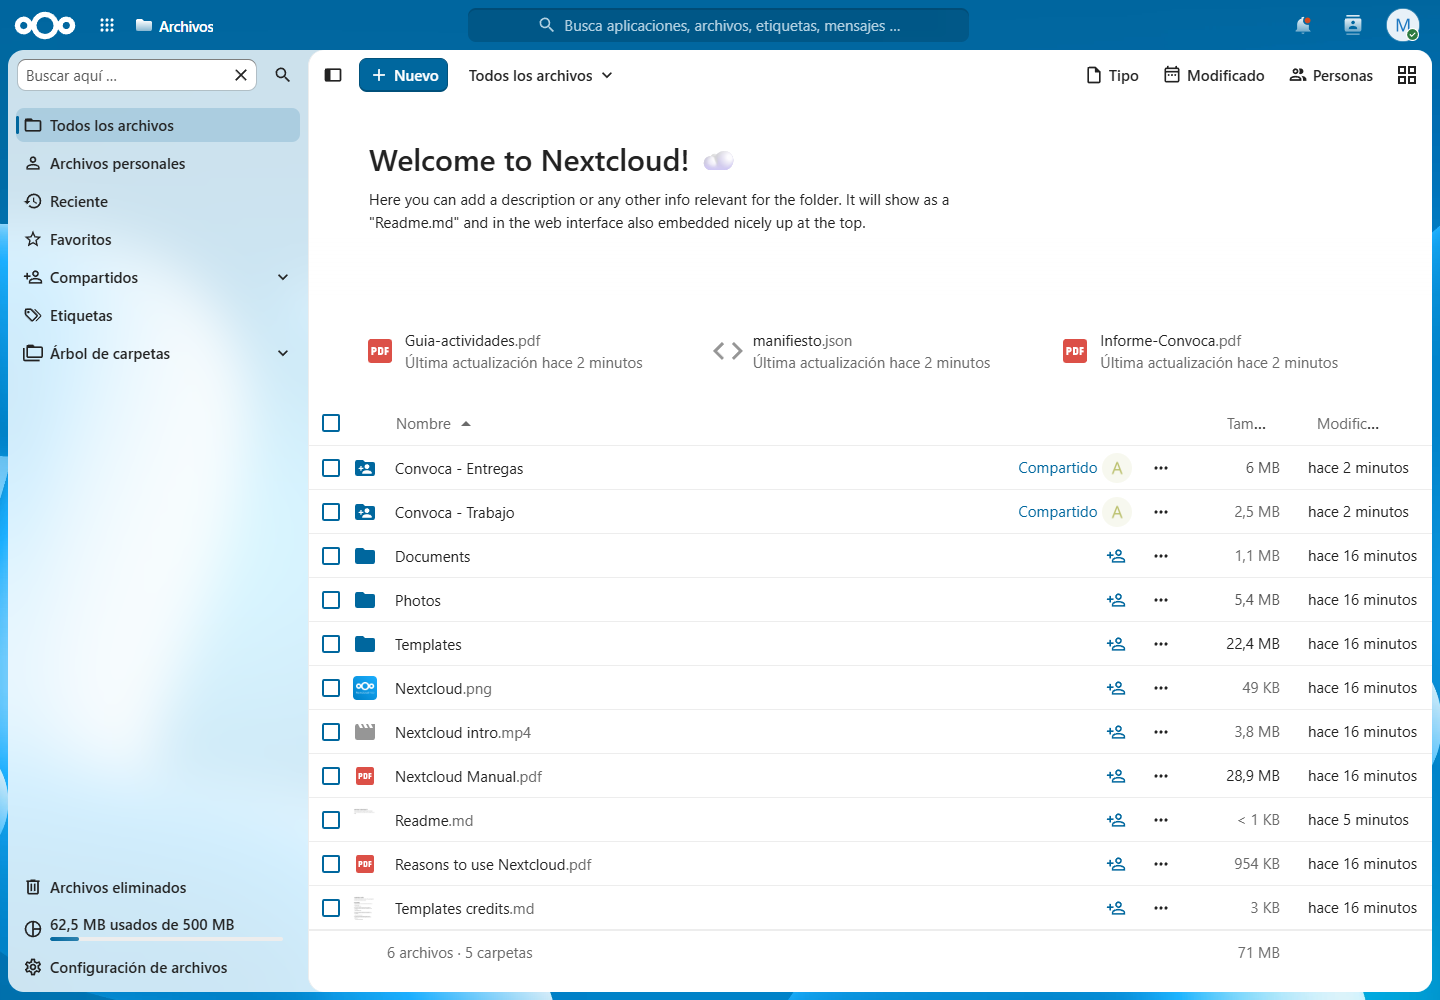 Archivos
Busca aplicaciones, archivos, etiquetas, mensajes ...
M
Buscar aquí ...
Nuevo
Todos los archivos
Tipo
Modificado
Personas
Todos los archivos
Archivos personales
Reciente
Favoritos
Compartidos
Etiquetas
Árbol de carpetas
Welcome to Nextcloud!
Here you can add a description or any other info relevant for the folder. It will show as a
"Readme.md" and in the web interface also embedded nicely up at the top.
PDF Guia-actividades.pdf
Última actualización hace 2 minutos
manifiesto.json
Última actualización hace 2 minutos
PDF Informe-Convoca.pdf
Última actualización hace 2 minutos
Nombre Tam... Modific...
Convoca - Entregas Compartido A 6 MB hace 2 minutos
Convoca - Trabajo Compartido A 2,5 MB hace 2 minutos
Documents 1,1 MB hace 16 minutos
Photos 5,4 MB hace 16 minutos
Templates 22,4 MB hace 16 minutos
Nextcloud.png 49 KB hace 16 minutos
Nextcloud intro.mp4 3,8 MB hace 16 minutos
PDF Nextcloud Manual.pdf 28,9 MB hace 16 minutos
Readme.md < 1 KB hace 5 minutos
PDF Reasons to use Nextcloud.pdf 954 KB hace 16 minutos
Templates credits.md 3 KB hace 16 minutos
6 archivos · 5 carpetas 71 MB
Archivos eliminados
62,5 MB usados de 500 MB
Configuración de archivos